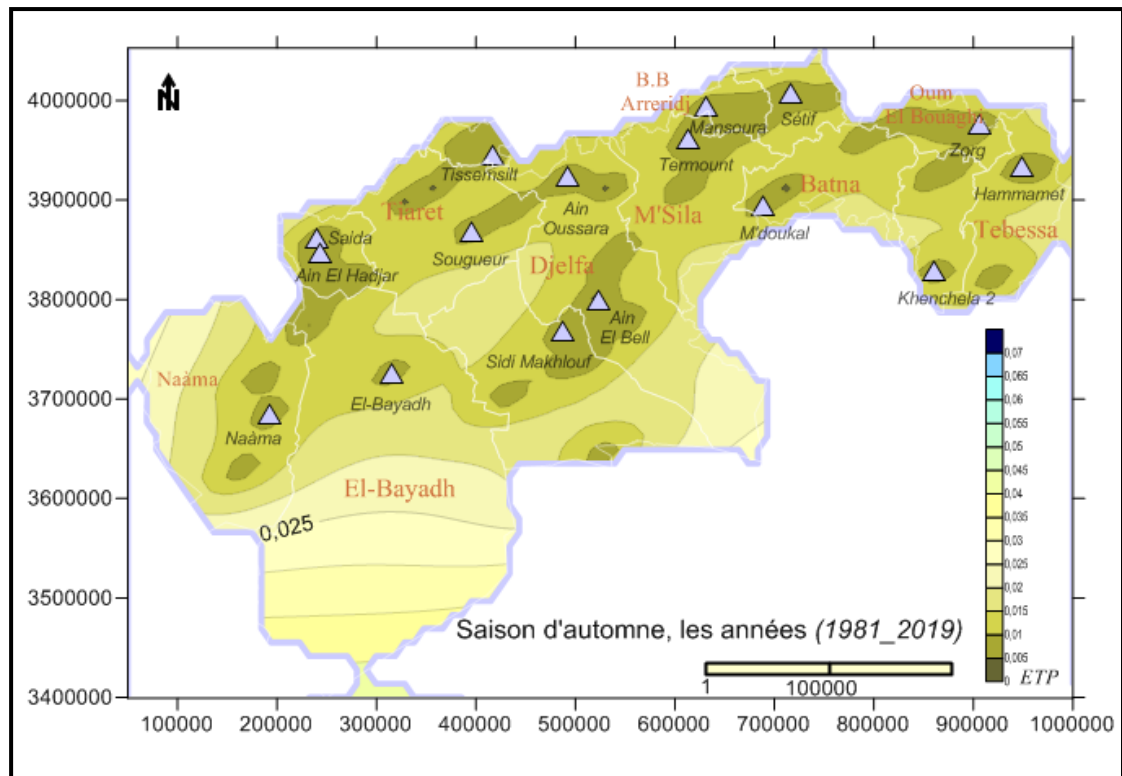 N
4000000
3900000
3800000
3700000
3600000
3500000
3400000
B.B
Arreridj
Mansoura
Sétif
Oum
El Bouaghi
Zorg
Termount
Hammamet
Tissemsilt
Tiaret
Ain
Oussara
M'Sila
Batna
M'doukal
Tebessa
Saida
Ain El Hadjar
Sougueur
Djelfa
Khenchela 2
Ain
El Bell
Sidi Makhlouf
Naàma
El-Bayadh
Naàma
El-Bayadh
0,025
0,07
0,065
0,06
0,055
0,05
0,045
0,04
0,035
0,03
0,025
0,02
0,015
0,01
0,005
0
ETP
Saison d'automne, les années (1981_2019)
1 100000
100000 200000 300000 400000 500000 600000 700000 800000 900000 1000000